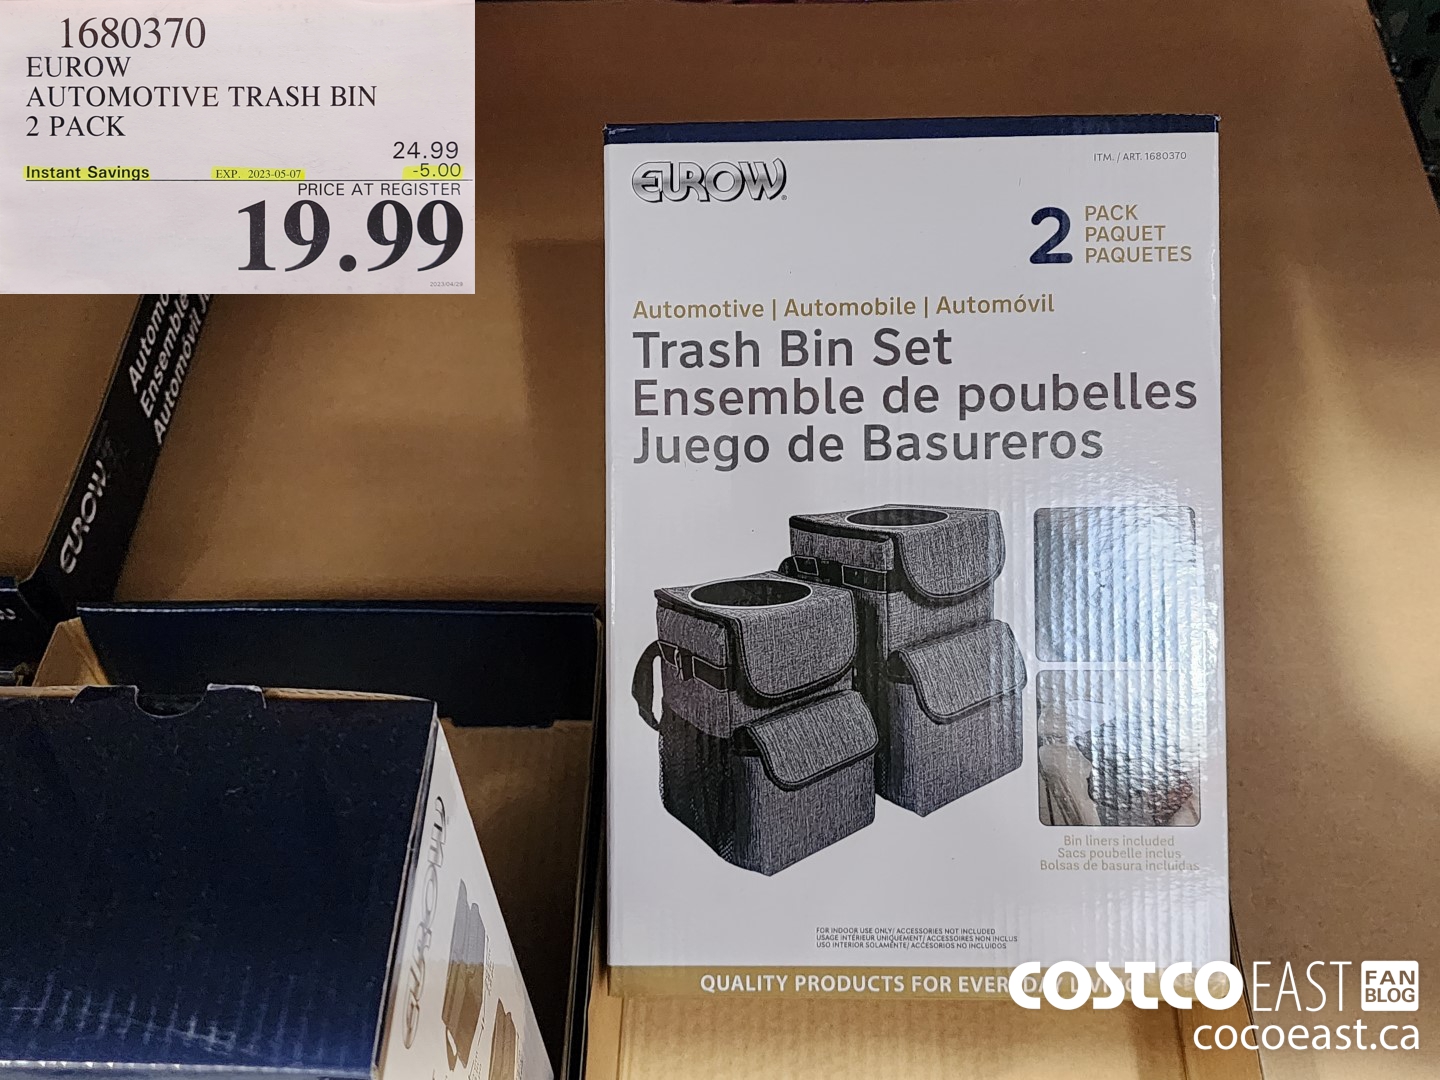 1680370
EUROW
AUTOMOTIVE TRASH BIN
2 PACK
24.99
Instant Savings EXP. 2023-05-07 -5.00
PRICE AT REGISTER
19.99
2023/04/28
EUROW
ITM. / ART. 1680370
2 PACK
PAQUET
PAQUETES
Automotive | Automobile | Automóvil
Trash Bin Set
Ensemble de poubelles
Juego de Basureros
Bin liners included
Sacs poubelle inclus
Bolsas de basura incluidas
FOR INDOOR USE ONLY/ ACCESSORIES NOT INCLUDED
USAGE INTÉRIEUR UNIQUEMENT/ ACCESSOIRES NON INCLUS
USO INTERIOR SOLAMENTE/ ACCESORIOS NO INCLUIDOS
QUALITY PRODUCTS FOR EVERYDAY LIVING
EUROW
Ensemble
EUROW
COSTCO EAST FAN
BLOG
cocoeast.ca